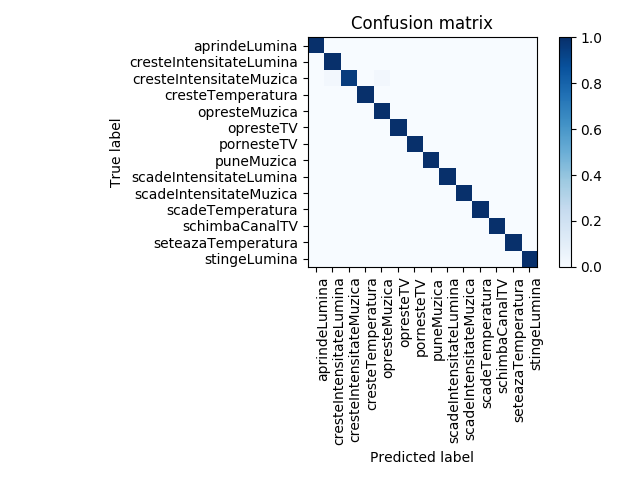 Confusion matrix
True label
aprindeLumina
cresteIntensitateLumina
cresteIntensitateMuzica
cresteTemperatura
opresteMuzica
opresteTV
pornesteTV
puneMuzica
scadeIntensitateLumina
scadeIntensitateMuzica
scadeTemperatura
schimbaCanalTV
seteazaTemperatura
stingeLumina
aprindeLumina
cresteIntensitateLumina
cresteIntensitateMuzica
cresteTemperatura
opresteMuzica
opresteTV
pornesteTV
puneMuzica
scadeIntensitateLumina
scadeIntensitateMuzica
scadeTemperatura
schimbaCanalTV
seteazaTemperatura
stingeLumina
Predicted label
1.0
0.8
0.6
0.4
0.2
0.0